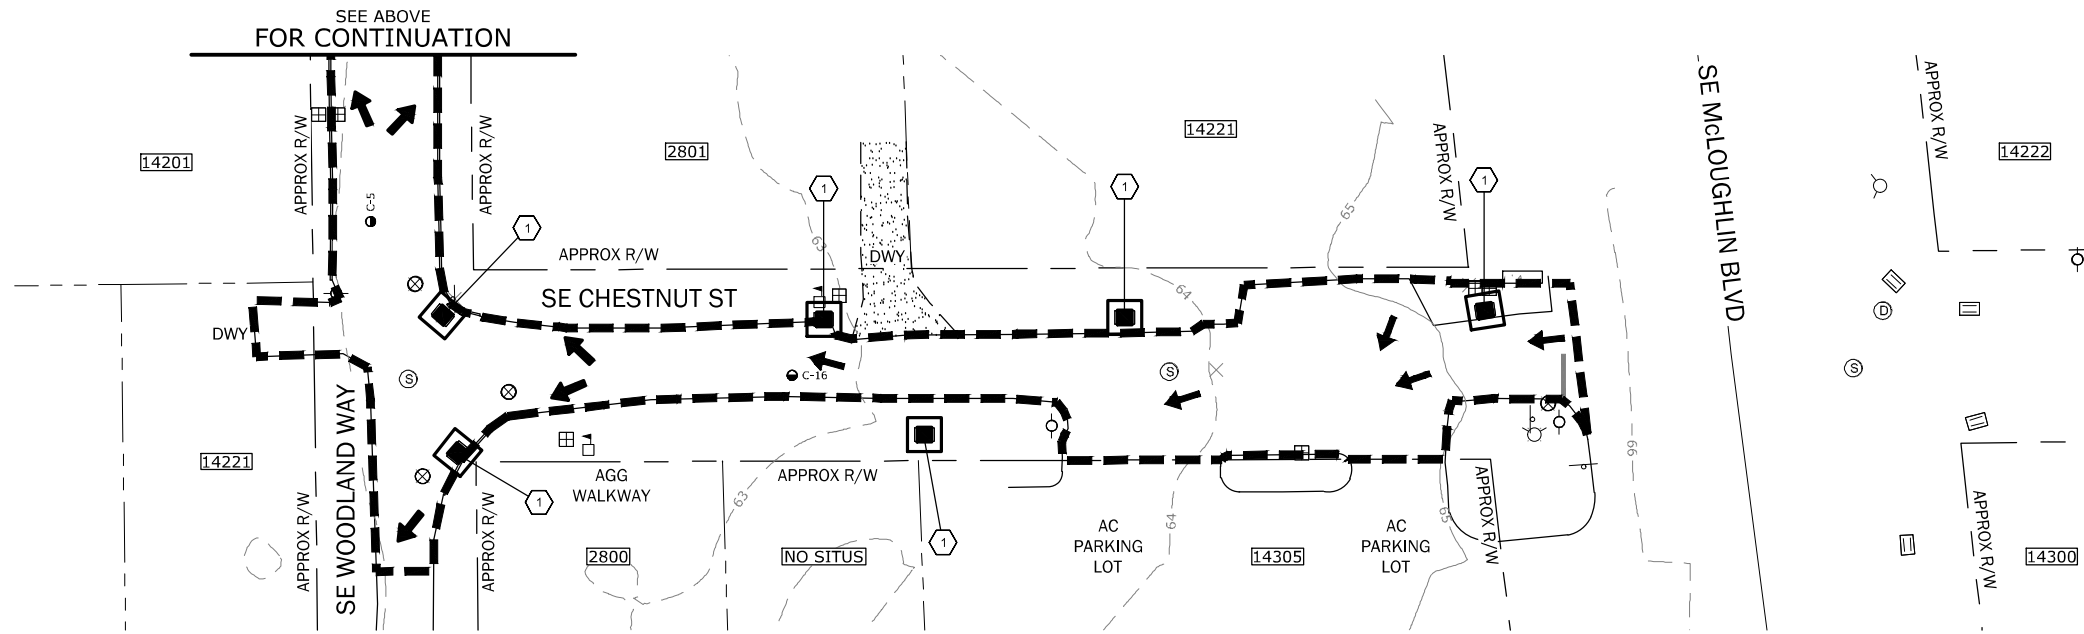 SEE ABOVE
FOR CONTINUATION
14201
APPROX R/W
C-5
APPROX R/W
2801
14221
APPROX R/W
SE McLOUGHLIN BLVD
APPROX R/W
14222
1
1
1
1
65
63
DWY
APPROX R/W
64
SE CHESTNUT ST
DWY
D
S
C-16
S
S
SE WOODLAND WAY
14221
APPROX R/W
APPROX R/W
1
AGG
WALKWAY
APPROX R/W
63
1
64
65
66
APPROX R/W
2800
NO SITUS
AC
PARKING
LOT
14305
AC
PARKING
LOT
APPROX R/W
14300